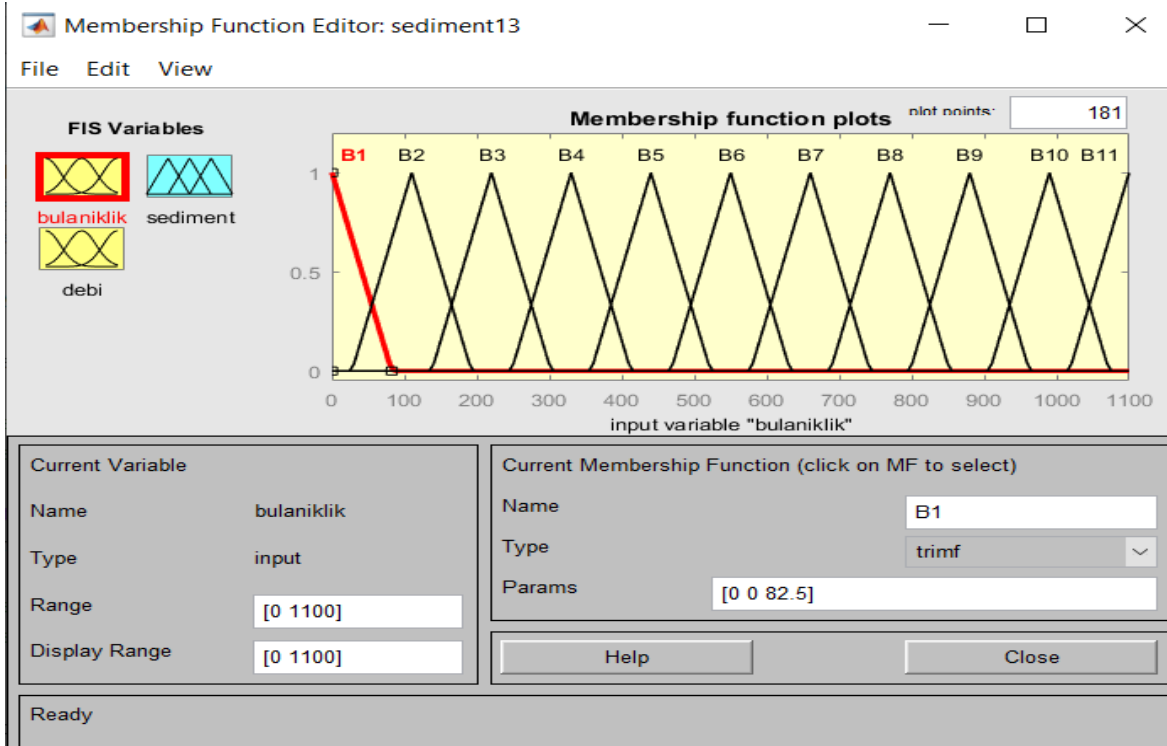 Membership Function Editor: sediment13
File Edit View
FIS Variables
bulaniklik sediment
debi
Membership function plots plot points: 181
B1 B2 B3 B4 B5 B6 B7 B8 B9 B10 B11
1
0.5
0
0 100 200 300 400 500 600 700 800 900 1000 1100
input variable "bulaniklik"
Current Variable
Name bulaniklik
Type input
Range [0 1100]
Display Range [0 1100]
Current Membership Function (click on MF to select)
Name B1
Type trimf
Params [0 0 82.5]
Help Close
Ready